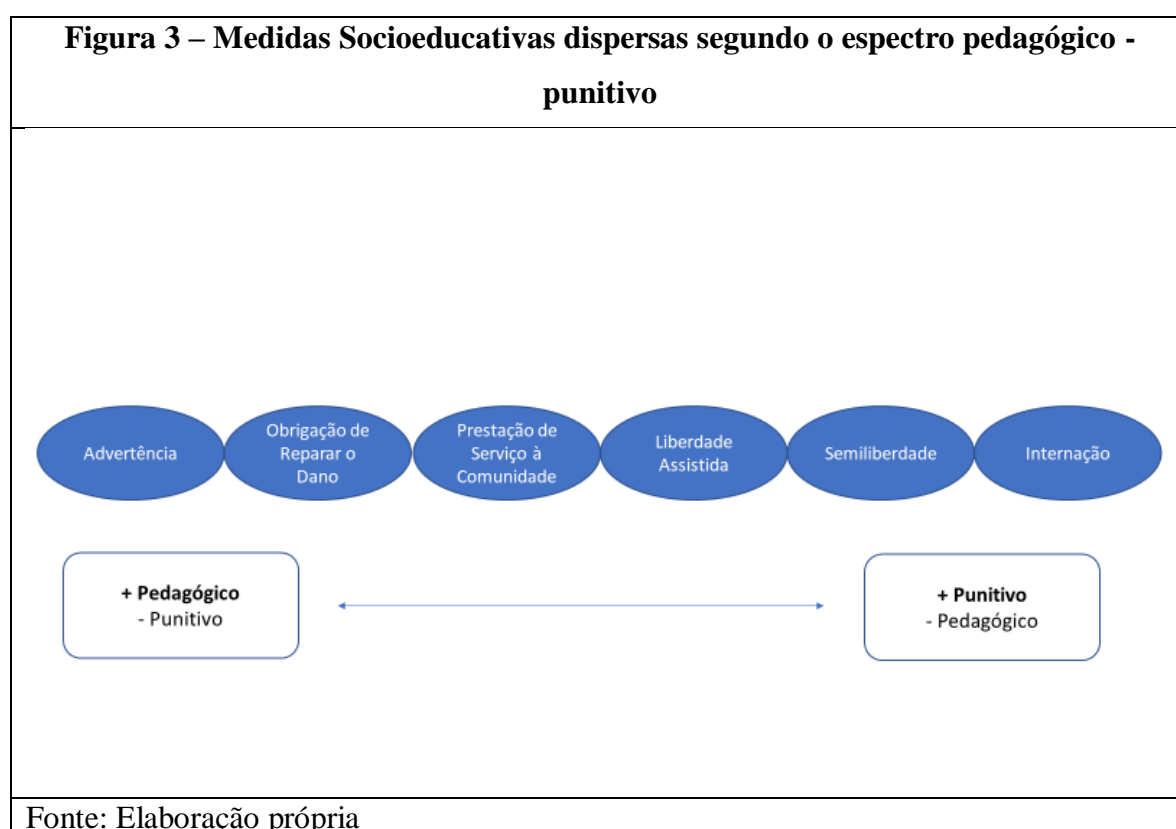 Figura 3 – Medidas Socioeducativas dispersas segundo o espectro pedagógico -
punitivo
Advertência
Obrigação de
Reparar o
Dano
Prestação de
Serviço à
Comunidade
Liberdade
Assistida
Semiliberdade
Internação
+ Pedagógico
- Punitivo
+ Punitivo
- Pedagógico
Fonte: Elaboração própria